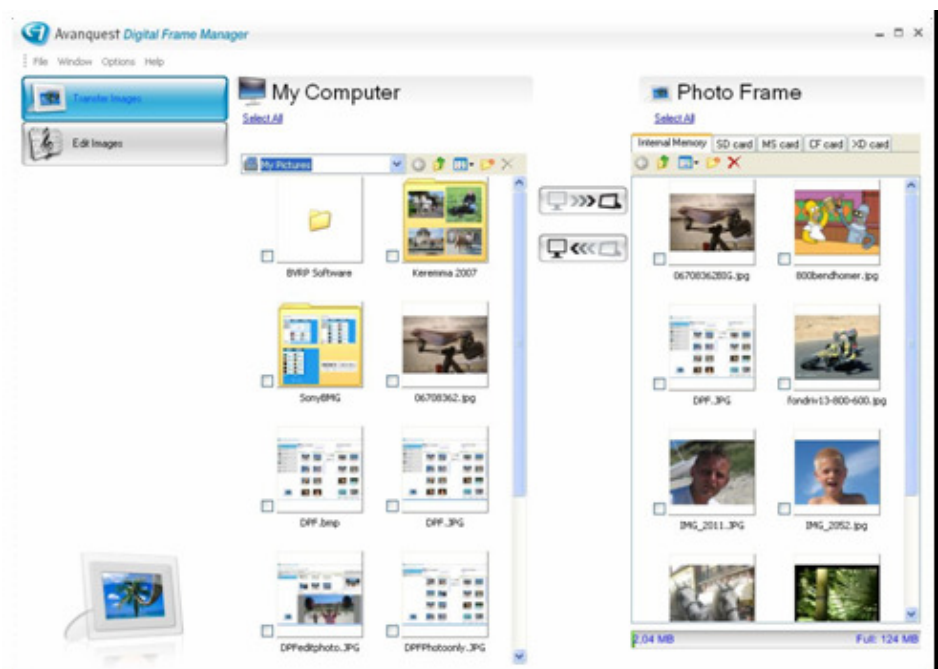 Avanquest Digital Frame Manager
File Window Options Help
Transfer Images
Edit Images
My Computer
Select All
My Pictures
BVRP Software
Keremma 2007
SonyBMG
06708362.jpg
DPF.bmp
DPF.JPG
DPFeditphoto.JPG
DPFPhotoonly.JPG
Photo Frame
Select All
Internal Memory SD card MS card CF card XD card
06708362BIG.jpg
800bendhomer.jpg
DPF.JPG
fondriv13-800-600.jpg
IMG_2011.JPG
IMG_2052.jpg
2,04 MB
Full: 124 MB